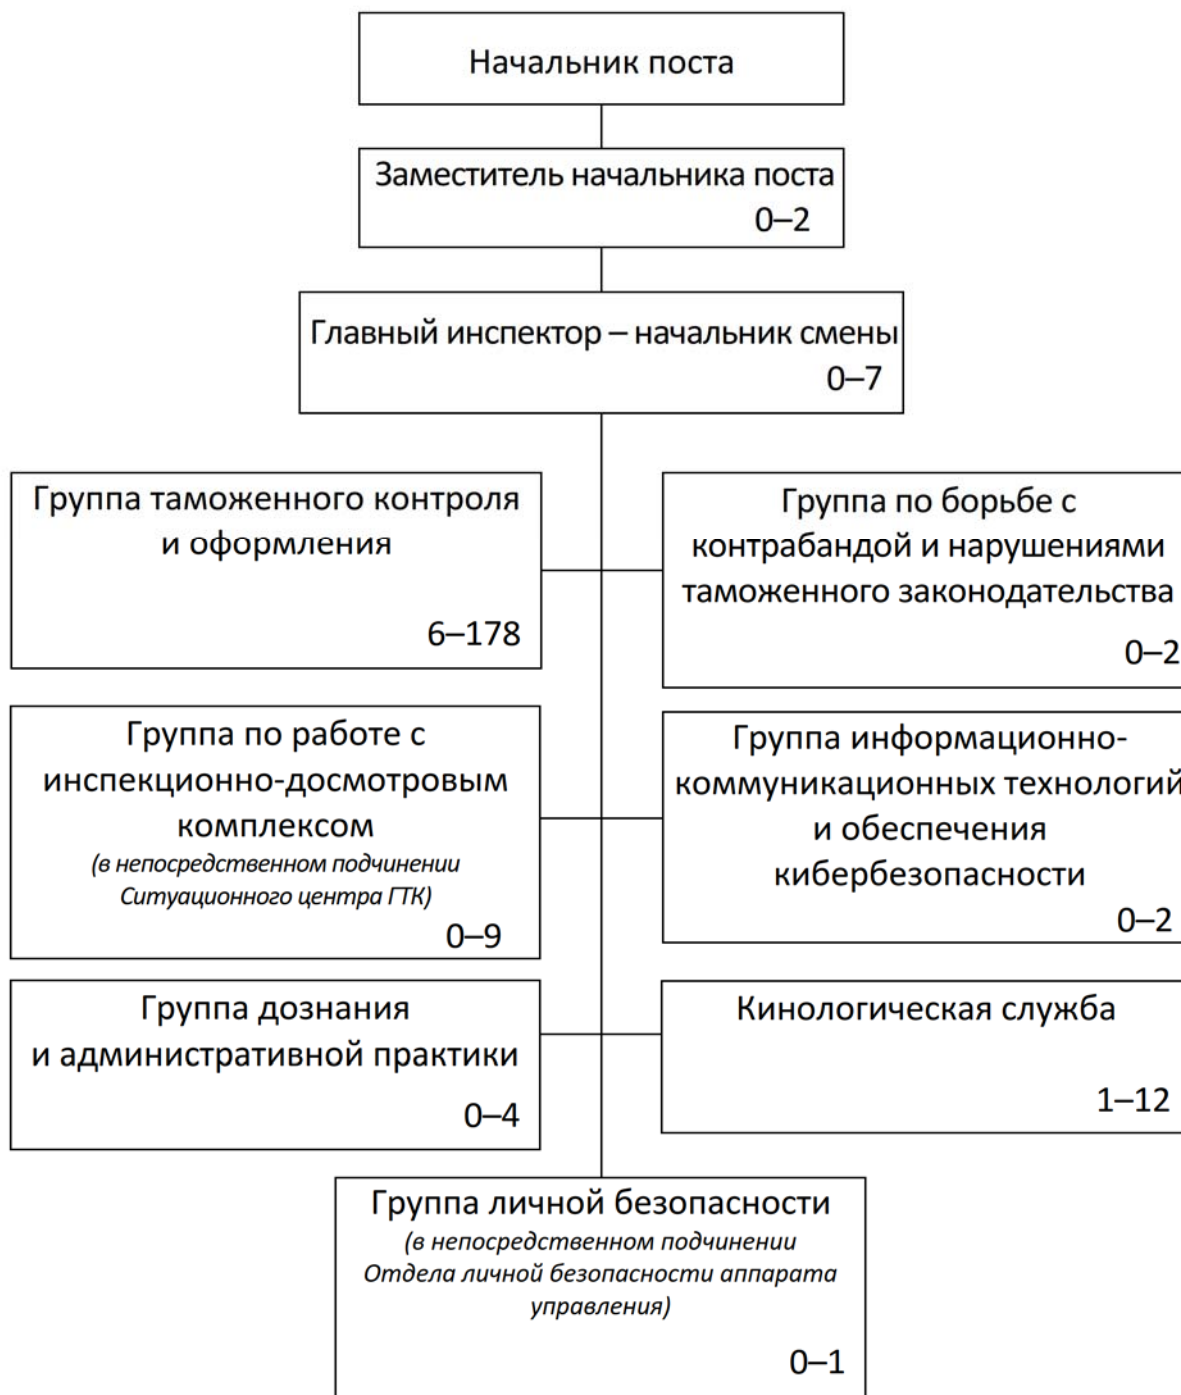 Начальник поста
Заместитель начальника поста
0–2
Главный инспектор – начальник смены
0–7
Группа таможенного контроля
и оформления
6–178
Группа по борьбе с
контрабандой и нарушениями
таможенного законодательства
0–2
Группа по работе с
инспекционно-досмотровым
комплексом
(в непосредственном подчинении
Ситуационного центра ГТК)
0–9
Группа информационно-
коммуникационных технологий
и обеспечения
кибербезопасности
0–2
Группа дознания
и административной практики
0–4
Кинологическая служба
1–12
Группа личной безопасности
(в непосредственном подчинении
Отдела личной безопасности аппарата
управления)
0–1